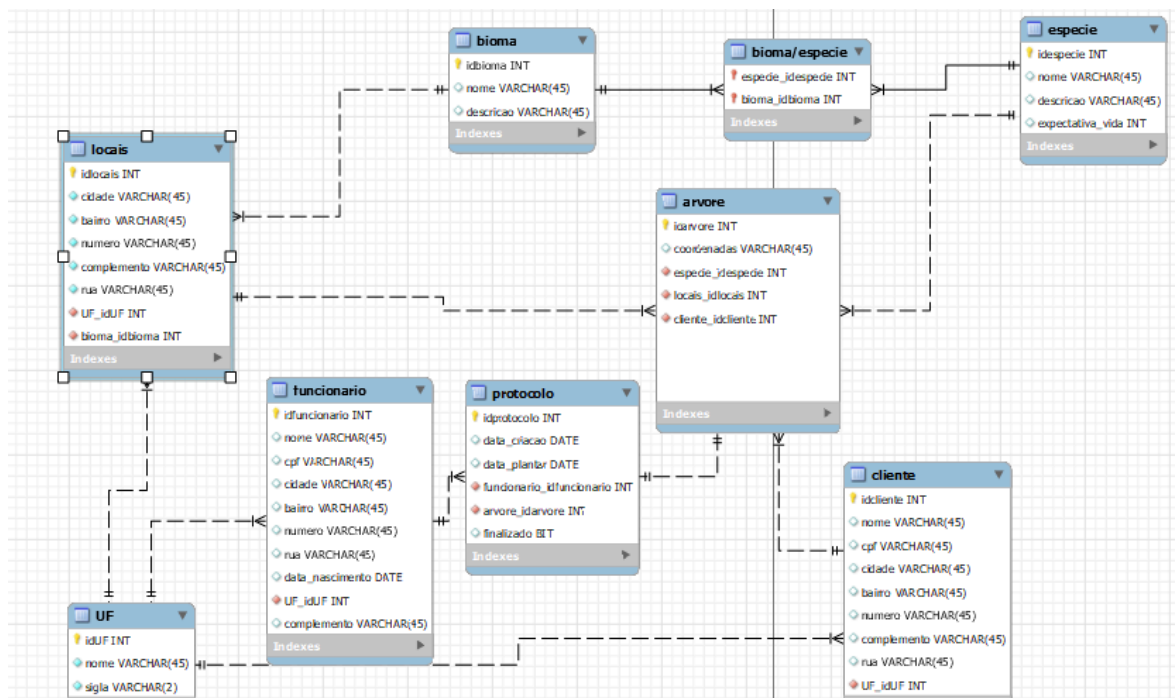 bioma
idbioma INT
nome VARCHAR(45)
descricao VARCHAR(45)
Indexes
bioma/especie
especie_idespecie INT
bioma_idbioma INT
Indexes
especie
idespecie INT
nome VARCHAR(45)
descricao VARCHAR(45)
expectativa_vida INT
Indexes
locais
idlocais INT
cidade VARCHAR(45)
bairro VARCHAR(45)
numero VARCHAR(45)
complemento VARCHAR(45)
rua VARCHAR(45)
UF_idUF INT
bioma_idbioma INT
Indexes
arvore
idarvore INT
coordenadas VARCHAR(45)
especie_idespecie INT
locais_idlocais INT
cliente_idcliente INT
Indexes
funcionario
idfuncionario INT
nome VARCHAR(45)
cpf VARCHAR(45)
cidade VARCHAR(45)
bairro VARCHAR(45)
numero VARCHAR(45)
rua VARCHAR(45)
data_nascimento DATE
UF_idUF INT
complemento VARCHAR(45)
Indexes
protocolo
idprotocolo INT
data_criacao DATE
data_plantar DATE
funcionario_idfuncionario INT
arvore_idarvore INT
finalizado BIT
Indexes
cliente
idcliente INT
nome VARCHAR(45)
cpf VARCHAR(45)
cidade VARCHAR(45)
bairro VARCHAR(45)
numero VARCHAR(45)
complemento VARCHAR(45)
rua VARCHAR(45)
UF_idUF INT
UF
idUF INT
nome VARCHAR(45)
sigla VARCHAR(2)